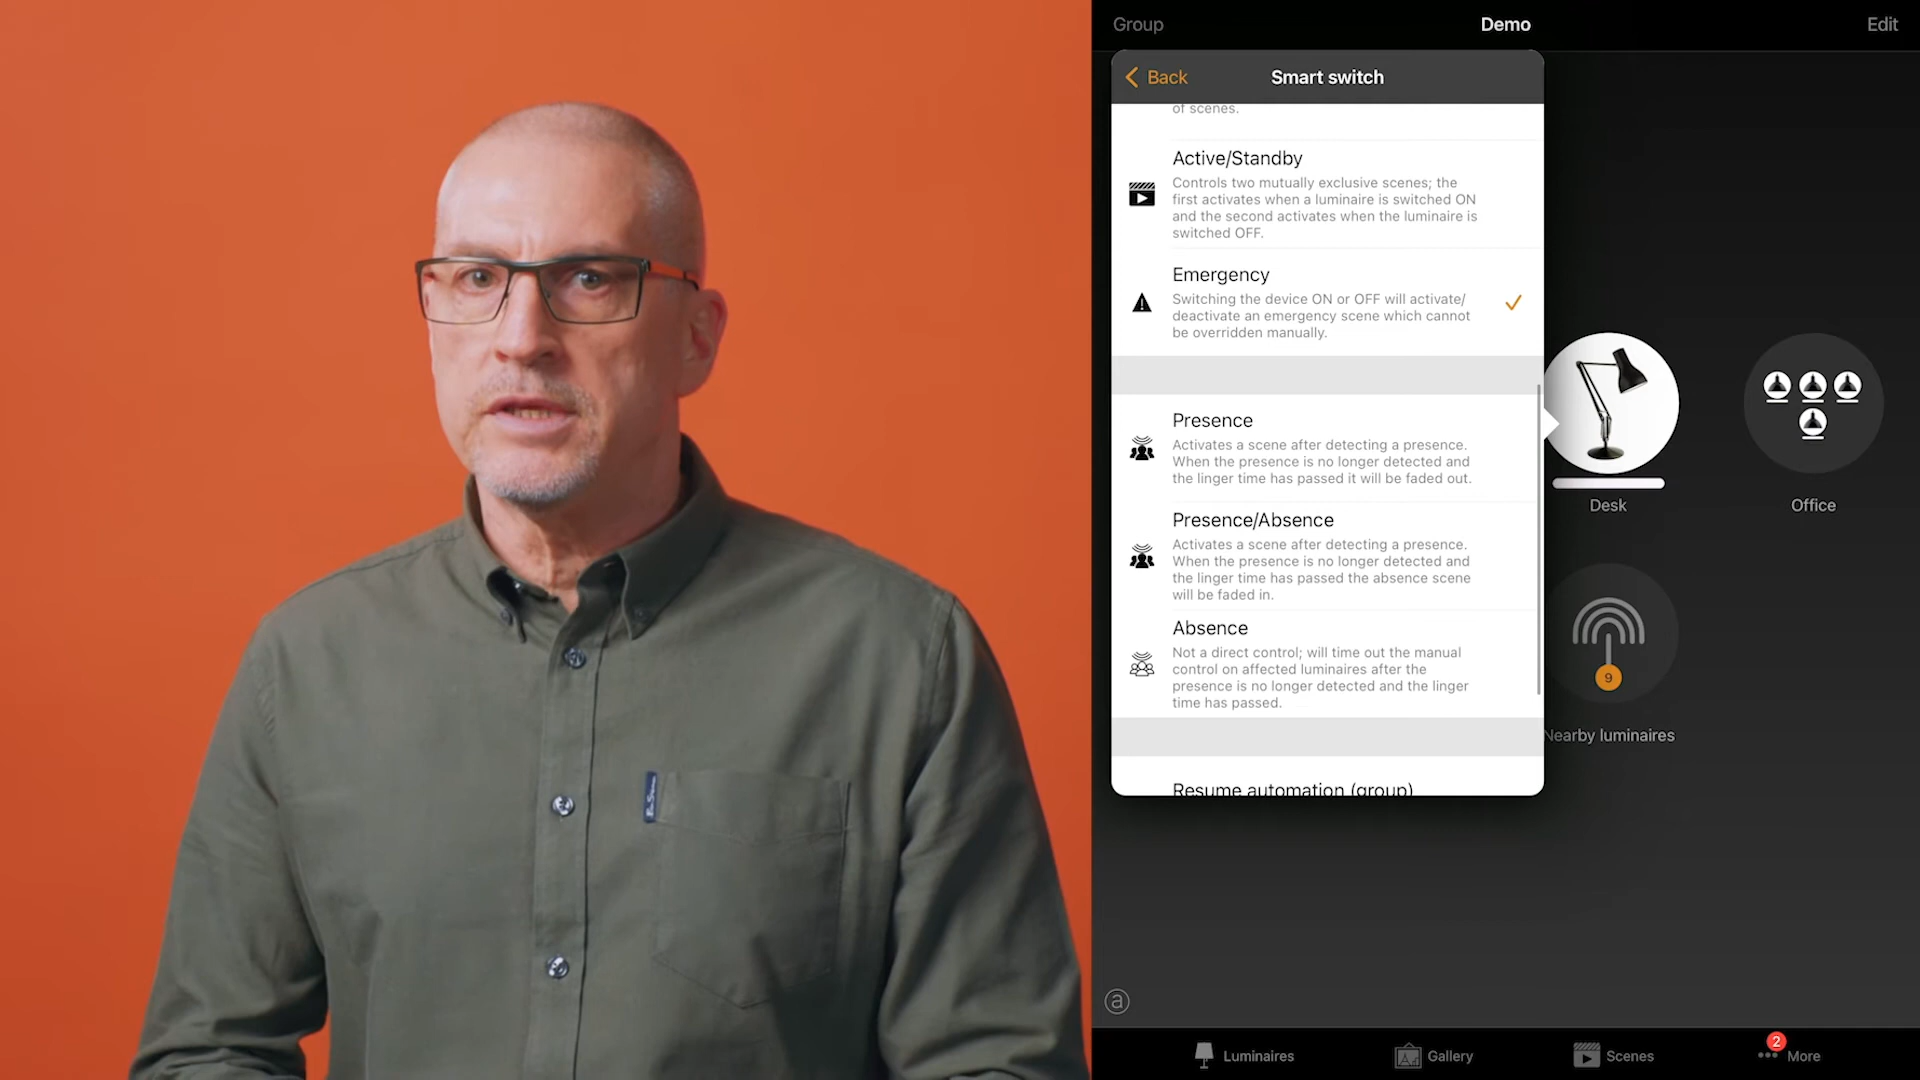 Group
Demo
Edit
Back
Smart switch
of scenes.
Active/Standby
Controls two mutually exclusive scenes; the
first activates when a luminaire is switched ON
and the second activates when the luminaire is
switched OFF.
Emergency
Switching the device ON or OFF will activate/
deactivate an emergency scene which cannot
be overridden manually.
Presence
Activates a scene after detecting a presence.
When the presence is no longer detected and
the linger time has passed it will be faded out.
Presence/Absence
Activates a scene after detecting a presence.
When the presence is no longer detected and
the linger time has passed the absence scene
will be faded in.
Absence
Not a direct control; will time out the manual
control on affected luminaires after the
presence is no longer detected and the linger
time has passed.
Resume automation (group)
Desk
Office
9
Nearby luminaires
a
Luminaires
Gallery
Scenes
2
More